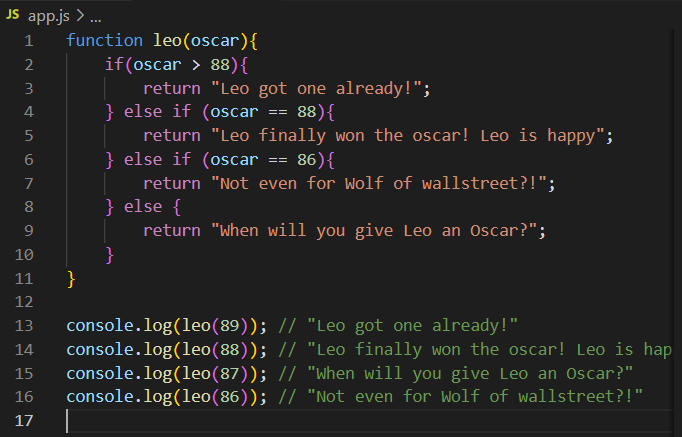 JS app.js > ...
1 function leo(oscar){
2     if(oscar > 88){
3         return "Leo got one already!";
4     } else if (oscar == 88){
5         return "Leo finally won the oscar! Leo is happy";
6     } else if (oscar == 86){
7         return "Not even for Wolf of wallstreet?!";
8     } else {
9         return "When will you give Leo an Oscar?";
10     }
11 }
12
13 console.log(leo(89)); // "Leo got one already!"
14 console.log(leo(88)); // "Leo finally won the oscar! Leo is hap
15 console.log(leo(87)); // "When will you give Leo an Oscar?"
16 console.log(leo(86)); // "Not even for Wolf of wallstreet?!"
17